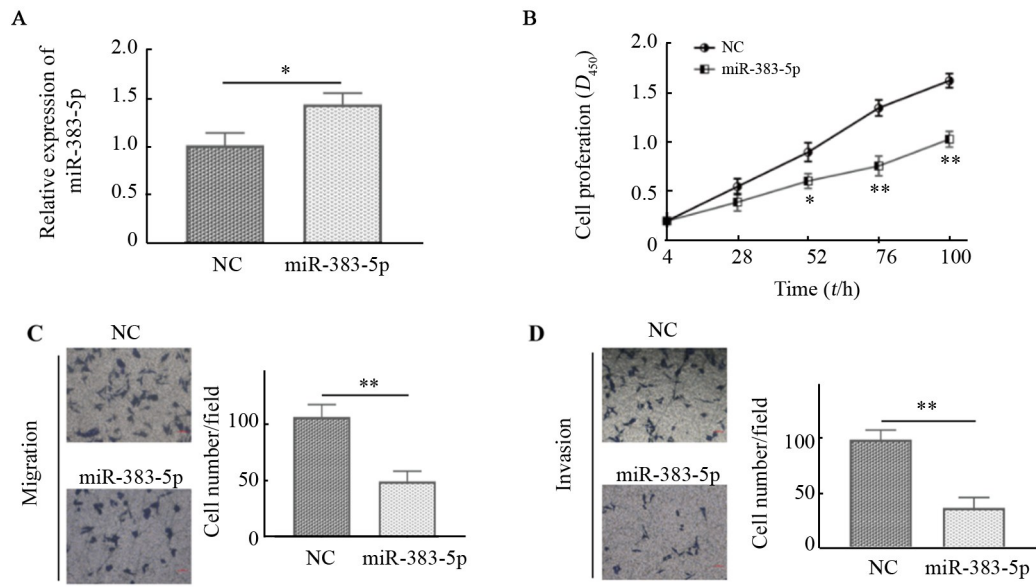 A
Relative expression of
miR-383-5p
2.0
1.5
1.0
0.5
0
*
NC
miR-383-5p
B
Cell proferation (D450)
2.0
1.5
1.0
0.5
0
NC
miR-383-5p
*
**
**
4
28
52
76
100
Time (t/h)
C
Migration
NC
miR-383-5p
Cell number/field
100
50
0
**
NC
miR-383-5p
D
Invasion
NC
miR-383-5p
Cell number/field
100
50
0
**
NC
miR-383-5p